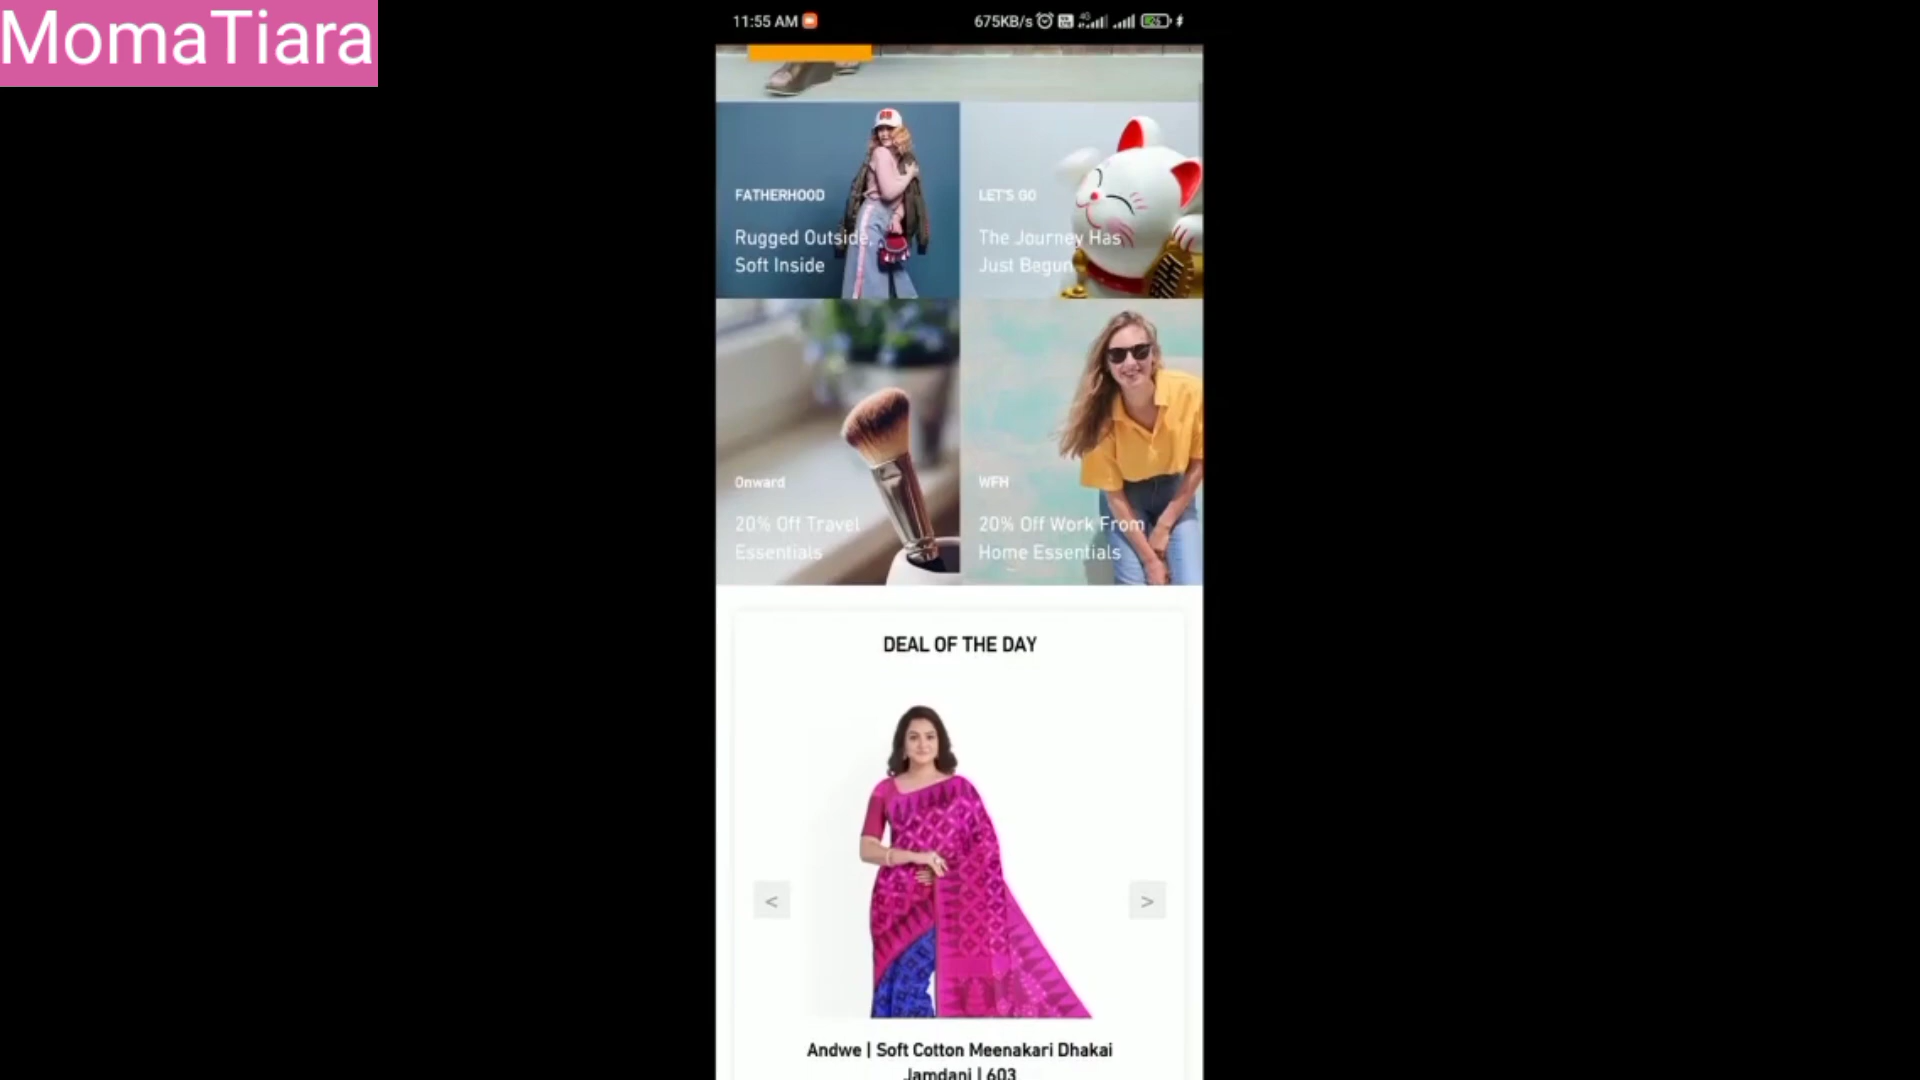 MomaTiara
11:55 AM
675KB/s
4G
FATHERHOOD
Rugged Outside,
Soft Inside
LET'S GO
The Journey Has
Just Begun
Onward
20% Off Travel
Essentials
WFH
20% Off Work From
Home Essentials
DEAL OF THE DAY
<
>
Andwe | Soft Cotton Meenakari Dhakai
Jamdani | 603